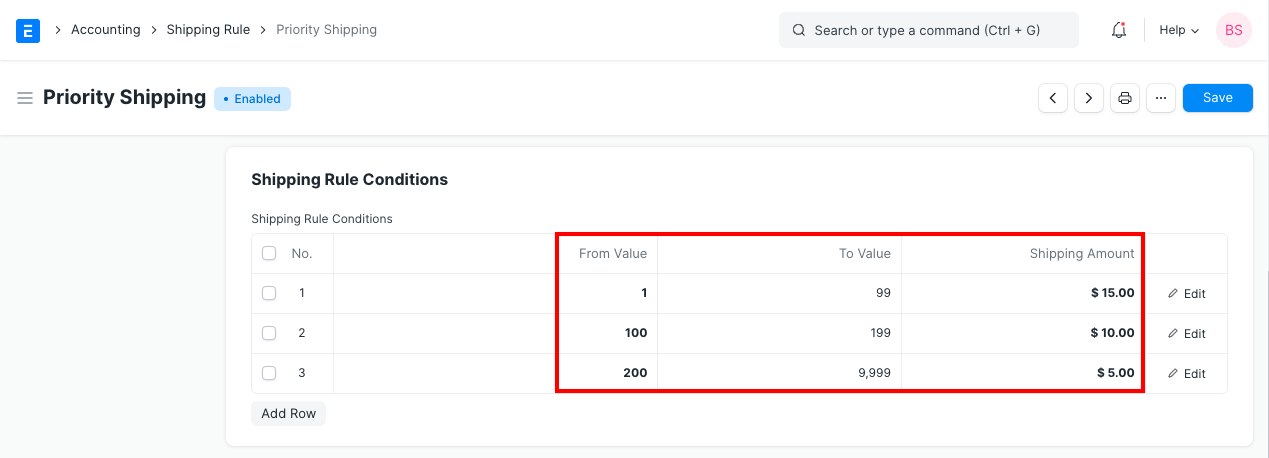 E > Accounting > Shipping Rule > Priority Shipping Search or type a command (Ctrl + G) Help BS
Priority Shipping • Enabled ... Save
Shipping Rule Conditions
Shipping Rule Conditions
No. From Value To Value Shipping Amount
1 1 99 $ 15.00 Edit
2 100 199 $ 10.00 Edit
3 200 9,999 $ 5.00 Edit
Add Row